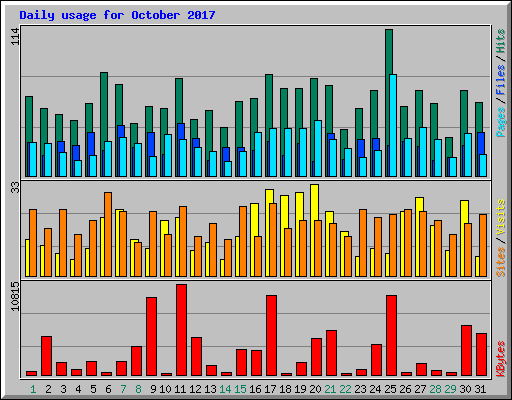 Daily usage for October 2017
114
Pages / Files / Hits
33
Sites / Visits
10815
KBytes
1 2 3 4 5 6 7 8 9 10 11 12 13 14 15 16 17 18 19 20 21 22 23 24 25 26 27 28 29 30 31